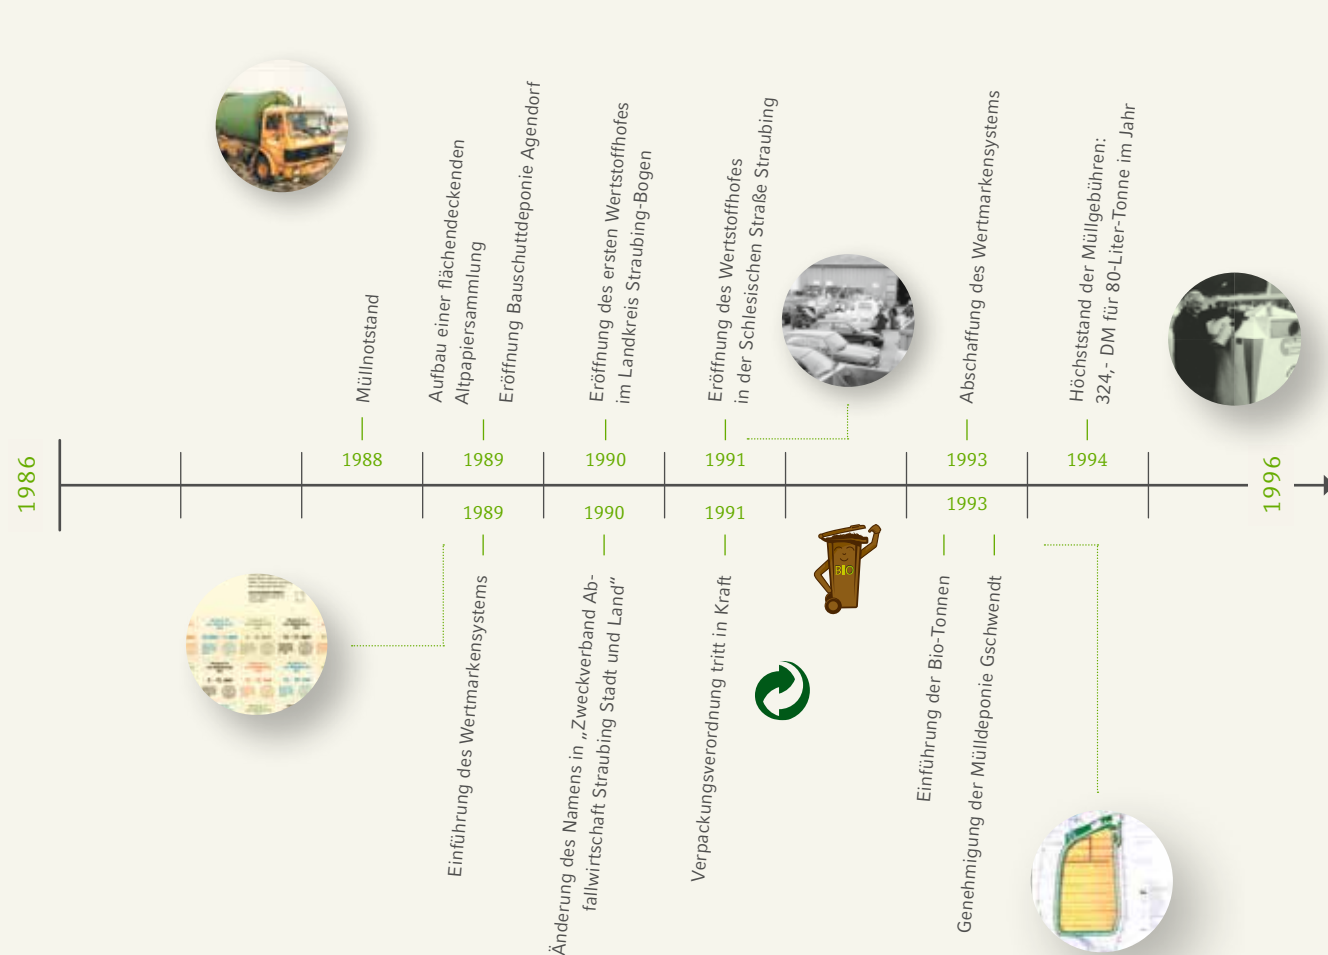 1986
1988
Müllnotstand
1989
Aufbau einer flächendeckenden
Altpapiersammlung
Eröffnung Bauschuttdeponie Agendorf
1990
Eröffnung des ersten Wertstoffhofes
im Landkreis Straubing-Bogen
1991
Eröffnung des Wertstoffhofes
in der Schlesischen Straße Straubing
1993
Abschaffung des Wertmarkensystems
1994
Höchststand der Müllgebühren:
324,- DM für 80-Liter-Tonne im Jahr
1996
1989
Einführung des Wertmarkensystems
1990
Änderung des Namens in „Zweckverband Ab-
fallwirtschaft Straubing Stadt und Land“
1991
Verpackungsverordnung tritt in Kraft
BIO
1993
Einführung der Bio-Tonnen
Genehmigung der Mülldeponie Gschwendt